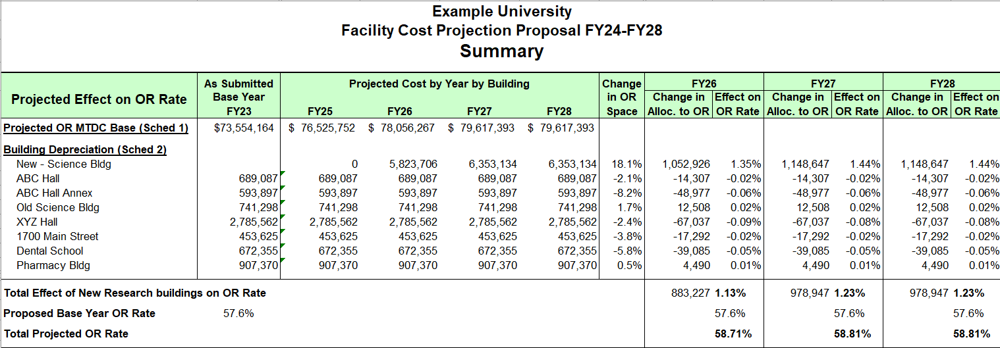 Example University
Facility Cost Projection Proposal FY24-FY28
Summary
As Submitted Projected Cost by Year by Building Change FY26 FY27 FY28
Projected Effect on OR Rate Base Year in OR Change in Effect on Change in Effect on Change in Effect on
FY23 FY25 FY26 FY27 FY28 Space Alloc. to OR OR Rate Alloc. to OR OR Rate Alloc. to OR OR Rate
Projected OR MTDC Base (Sched 1) $73,554,164 $ 76,525,752 $ 78,056,267 $ 79,617,393 $ 79,617,393
Building Depreciation (Sched 2)
New - Science Bldg 0 5,823,706 6,353,134 6,353,134 18.1% 1,052,926 1.35% 1,148,647 1.44% 1,148,647 1.44%
ABC Hall 689,087 689,087 689,087 689,087 689,087 -2.1% -14,307 -0.02% -14,307 -0.02% -14,307 -0.02%
ABC Hall Annex 593,897 593,897 593,897 593,897 593,897 -8.2% -48,977 -0.06% -48,977 -0.06% -48,977 -0.06%
Old Science Bldg 741,298 741,298 741,298 741,298 741,298 1.7% 12,508 0.02% 12,508 0.02% 12,508 0.02%
XYZ Hall 2,785,562 2,785,562 2,785,562 2,785,562 2,785,562 -2.4% -67,037 -0.09% -67,037 -0.08% -67,037 -0.08%
1700 Main Street 453,625 453,625 453,625 453,625 453,625 -3.8% -17,292 -0.02% -17,292 -0.02% -17,292 -0.02%
Dental School 672,355 672,355 672,355 672,355 672,355 -5.8% -39,085 -0.05% -39,085 -0.05% -39,085 -0.05%
Pharmacy Bldg 907,370 907,370 907,370 907,370 907,370 0.5% 4,490 0.01% 4,490 0.01% 4,490 0.01%
Total Effect of New Research buildings on OR Rate 883,227 1.13% 978,947 1.23% 978,947 1.23%
Proposed Base Year OR Rate 57.6% 57.6% 57.6% 57.6%
Total Projected OR Rate 58.71% 58.81% 58.81%